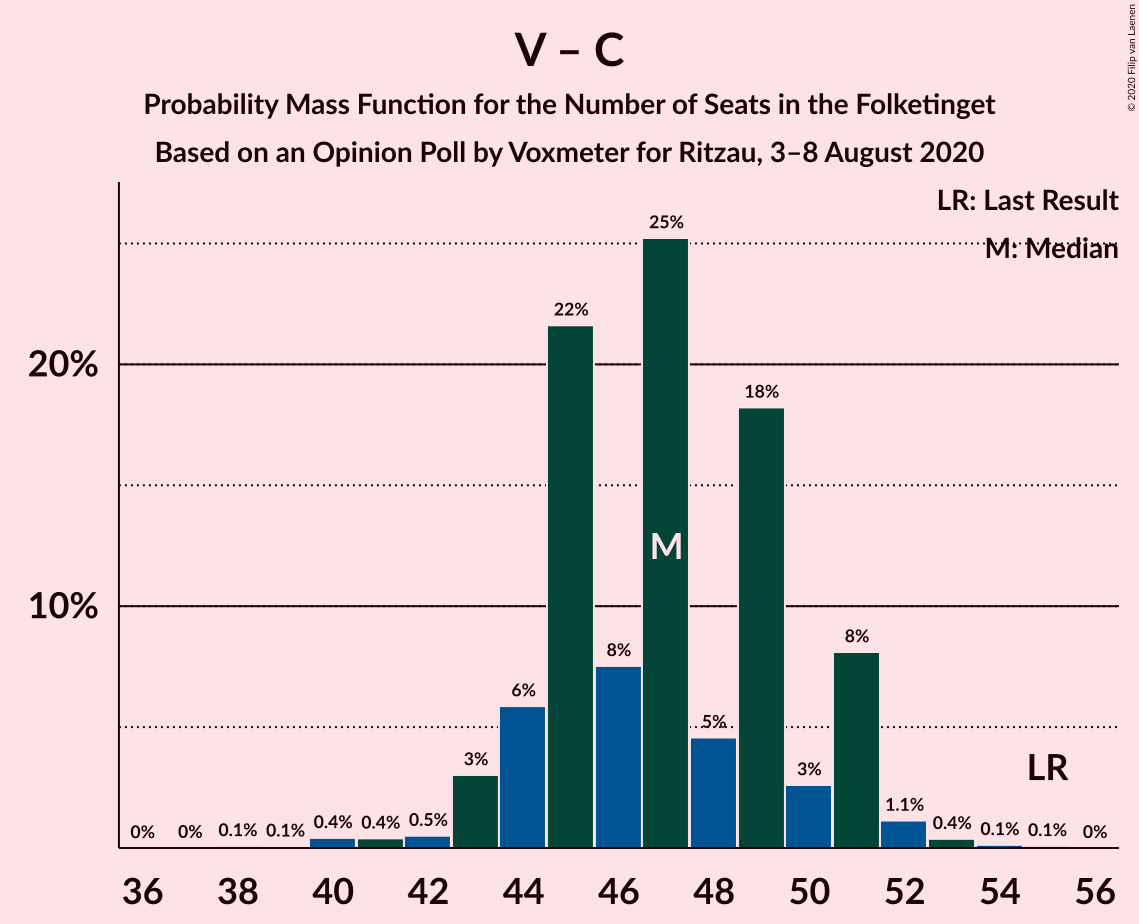 V – C
Probability Mass Function for the Number of Seats in the Folketinget
Based on an Opinion Poll by Voxmeter for Ritzau, 3–8 August 2020
© 2020 Filip van Laenen
LR: Last Result
M: Median
20%
10%
0%
0%
0.1%
0.1%
0.4%
0.4%
0.5%
3%
6%
22%
8%
25%
5%
18%
3%
8%
1.1%
0.4%
0.1%
0.1%
0%
M
LR
36 38 40 42 44 46 48 50 52 54 56